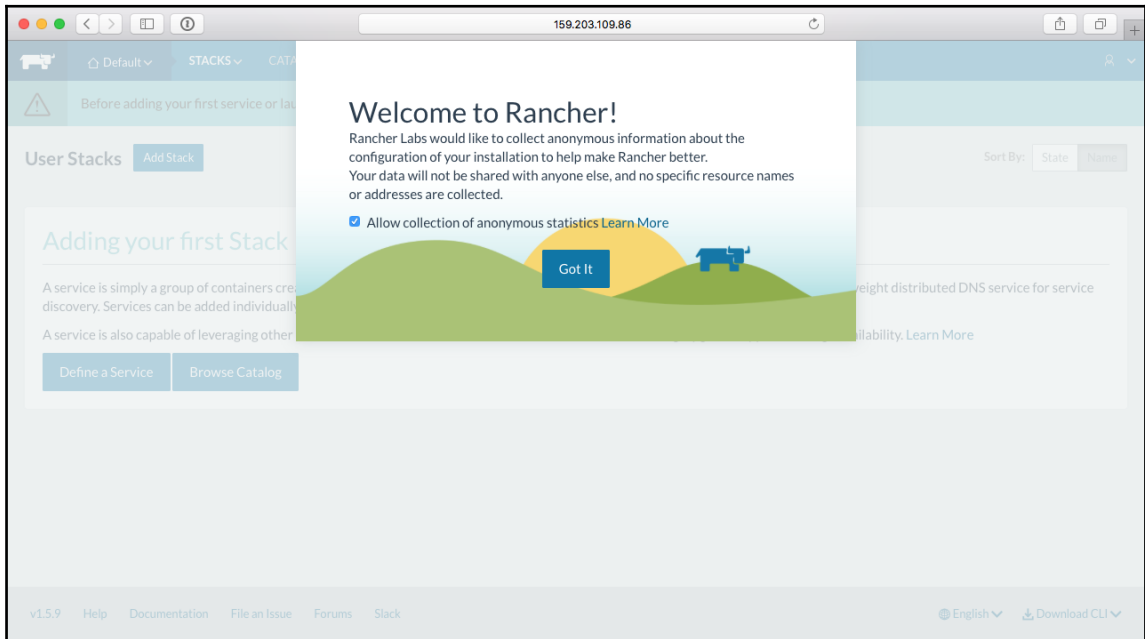 159.203.109.86
Default STACKS CATA
Before adding your first service or lau
Welcome to Rancher!
Rancher Labs would like to collect anonymous information about the
configuration of your installation to help make Rancher better.
Your data will not be shared with anyone else, and no specific resource names
or addresses are collected.
Allow collection of anonymous statistics Learn More
Got It
User Stacks Add Stack Sort By: State Name
Adding your first Stack
A service is simply a group of containers crea eight distributed DNS service for service
discovery. Services can be added individually
A service is also capable of leveraging other ilability. Learn More
Define a Service Browse Catalog
v1.5.9 Help Documentation File an Issue Forums Slack English Download CLI